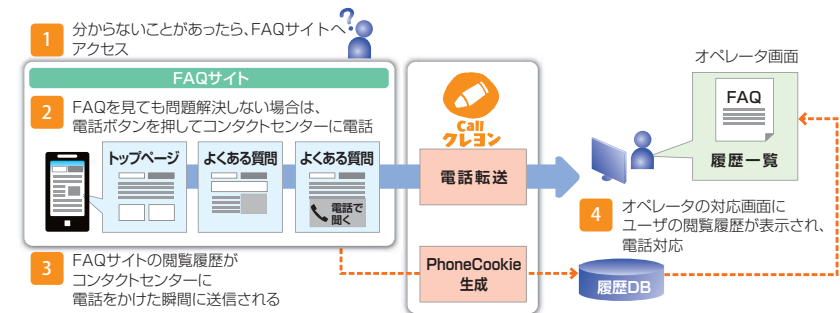 1
分からないことがあったら、FAQサイトへ
アクセス
?
FAQサイト
2
FAQを見ても問題解決しない場合は、
電話ボタンを押してコンタクトセンターに電話
トップページ
よくある質問
よくある質問
電話で
聞く
3
FAQサイトの閲覧履歴が
コンタクトセンターに
電話をかけた瞬間に送信される
Call
クレヨン
電話転送
PhoneCookie
生成
オペレータ画面
FAQ
履歴一覧
4
オペレータの対応画面に
ユーザの閲覧履歴が表示され、
電話対応
履歴DB